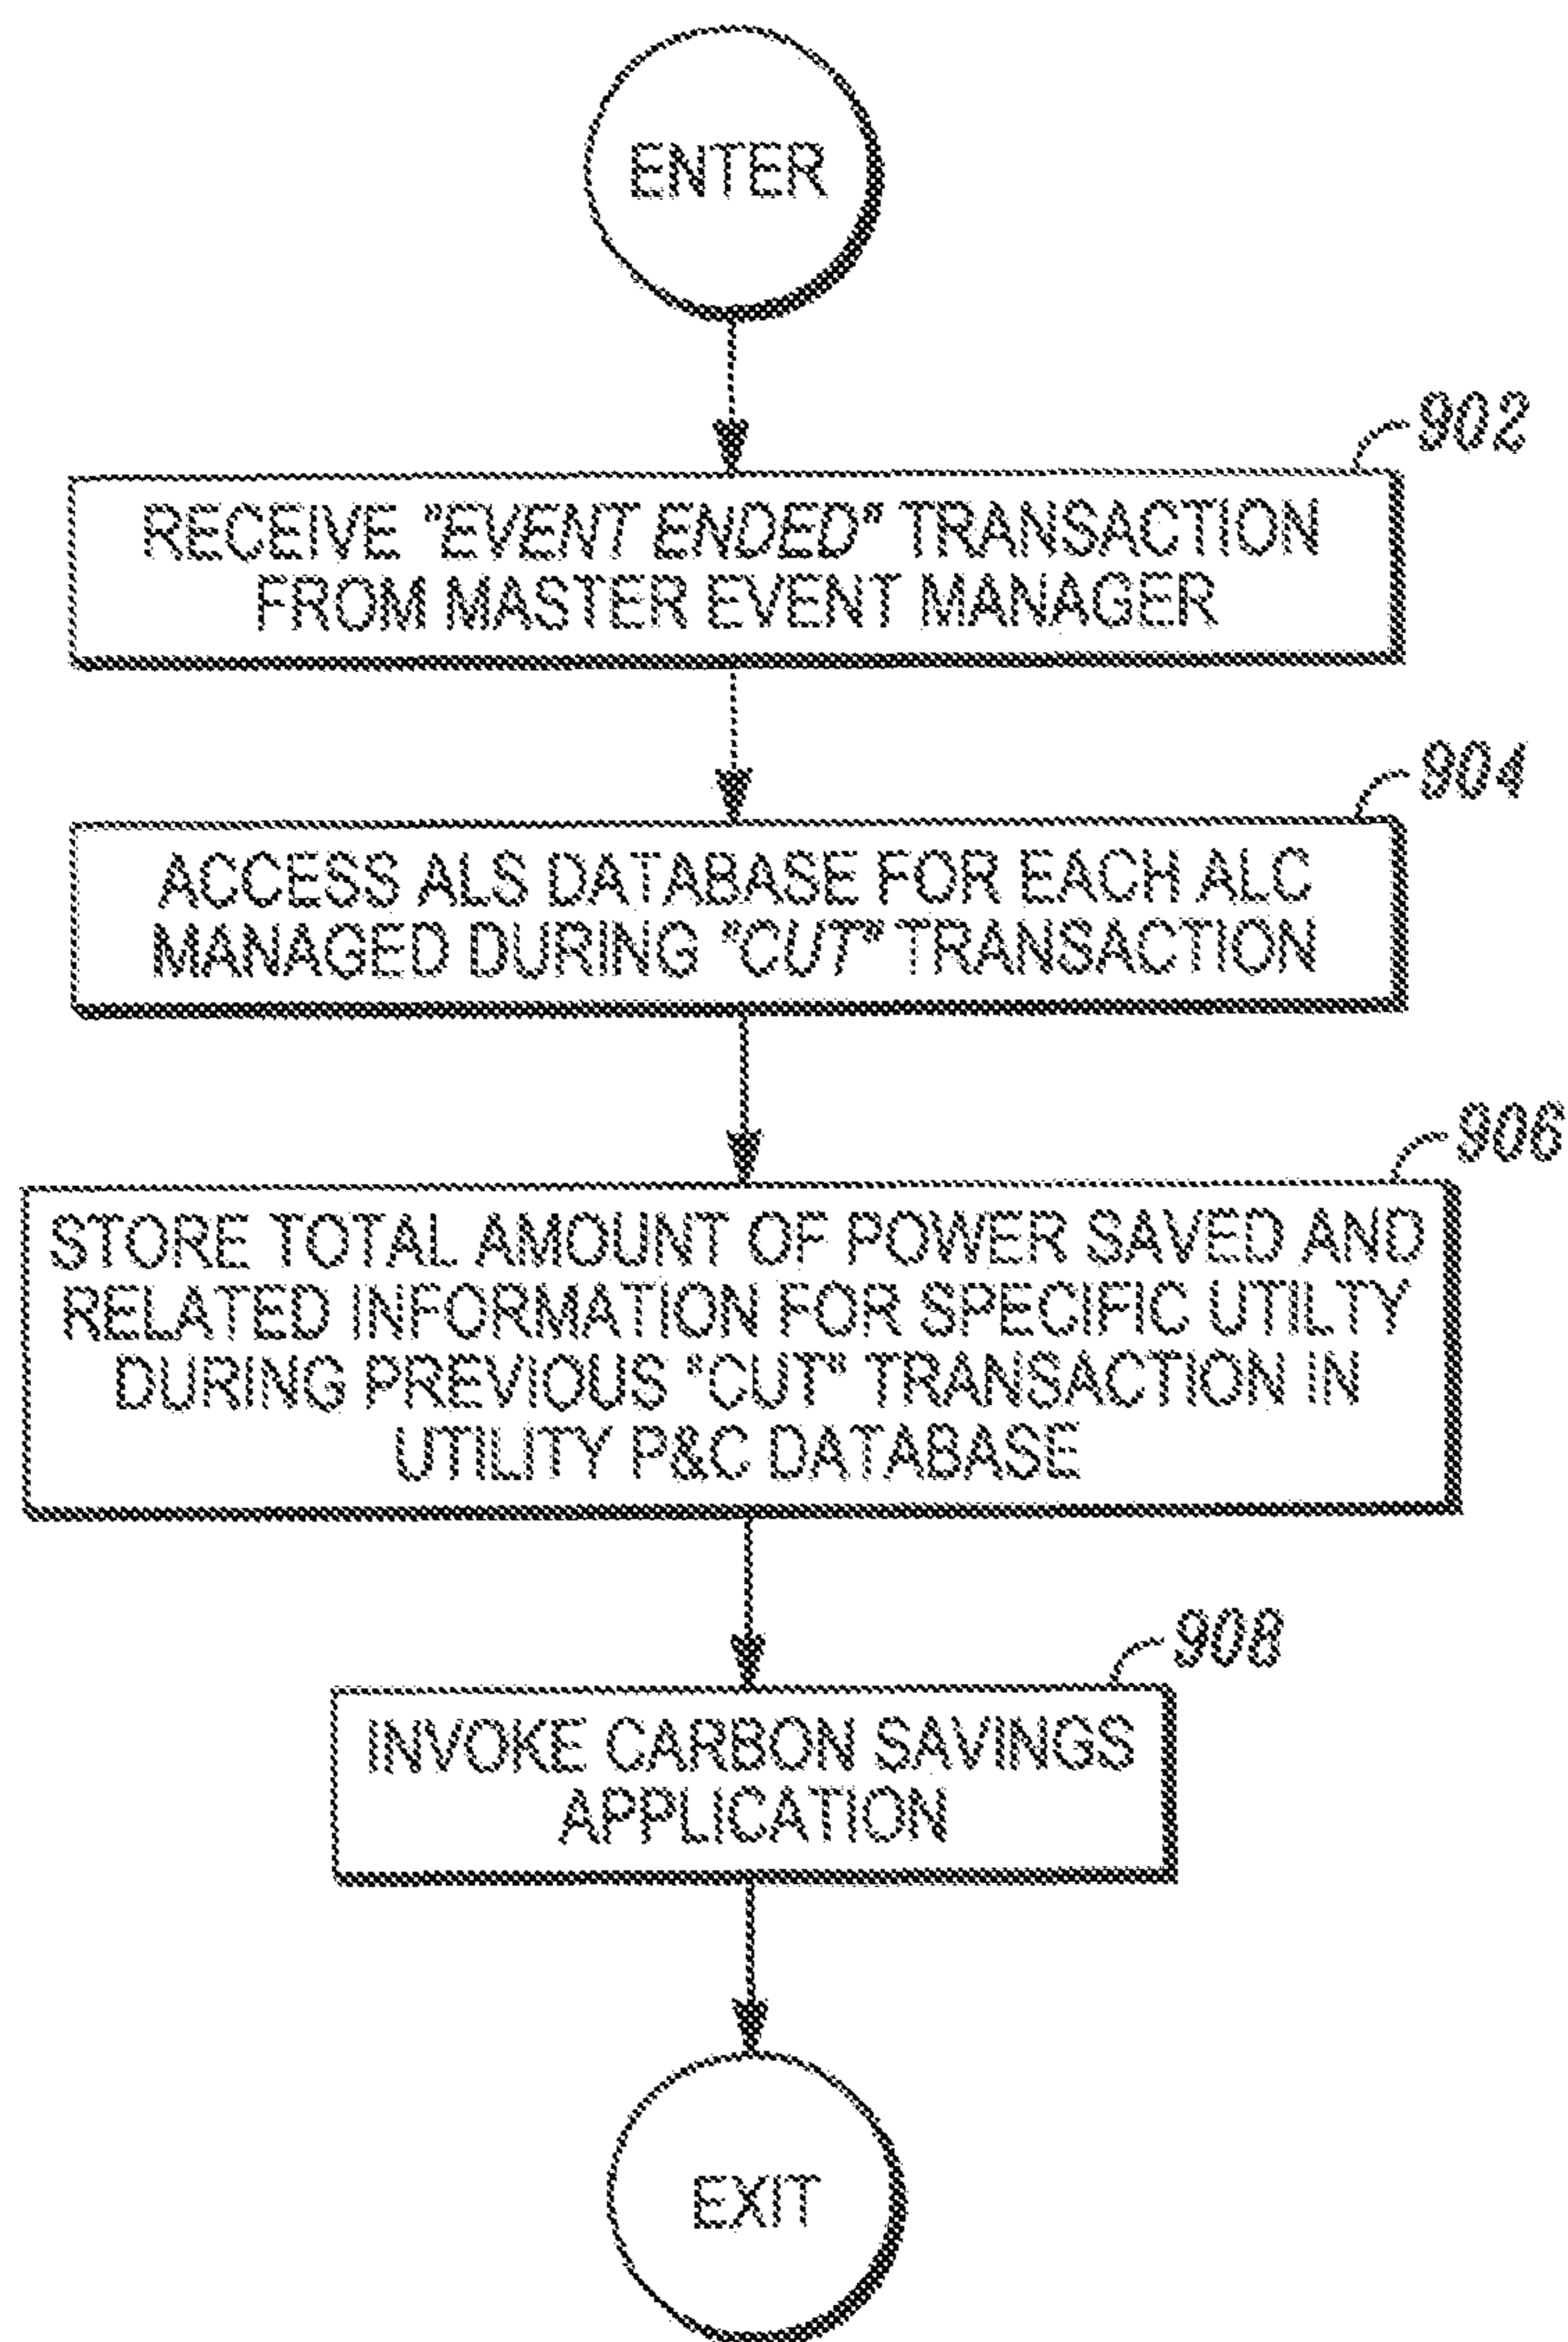 ENTER
902
RECEIVE "EVENT ENDED" TRANSACTION
FROM MASTER EVENT MANAGER
904
ACCESS ALS DATABASE FOR EACH ALC
MANAGED DURING "CUT" TRANSACTION
906
STORE TOTAL AMOUNT OF POWER SAVED AND
RELATED INFORMATION FOR SPECIFIC UTILTY
DURING PREVIOUS "CUT" TRANSACTION IN
UTILITY P&C DATABASE
908
INVOKE CARBON SAVINGS
APPLICATION
EXIT